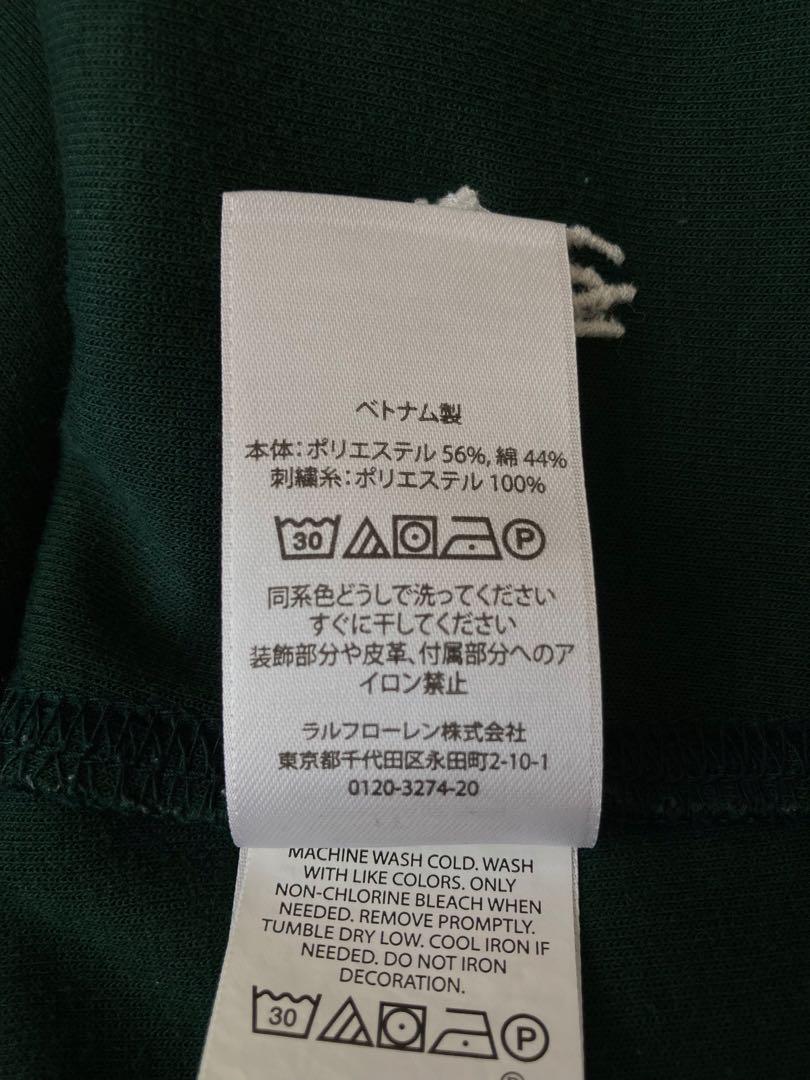 ベトナム製
本体:ポリエステル 56%, 綿 44%
刺繍糸:ポリエステル 100%
30 P
同系色どうしで洗ってください
すぐに干してください
装飾部分や皮革、付属部分へのア
イロン禁止
ラルフローレン株式会社
東京都千代田区永田町2-10-1
0120-3274-20
MACHINE WASH COLD. WASH
WITH LIKE COLORS. ONLY
NON-CHLORINE BLEACH WHEN
NEEDED. REMOVE PROMPTLY.
TUMBLE DRY LOW. COOL IRON IF
NEEDED. DO NOT IRON
DECORATION.
30 P